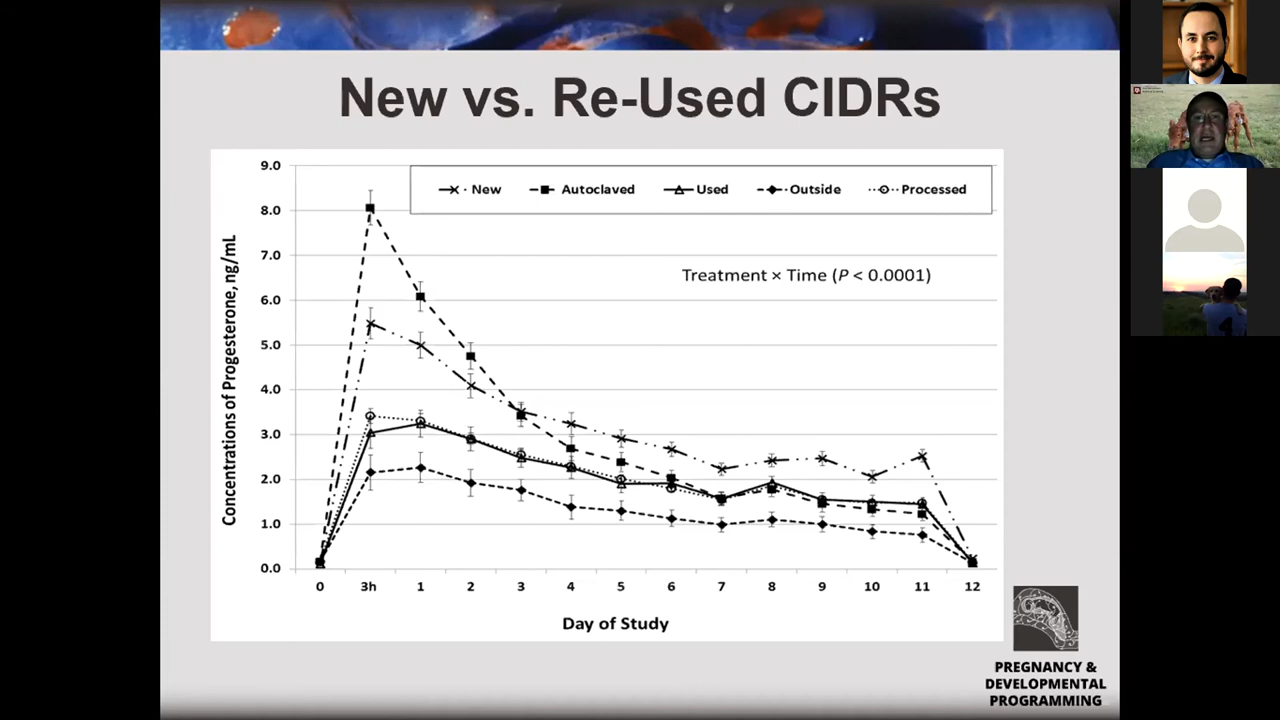 New vs. Re-Used CIDRs
9.0
8.0
7.0
6.0
5.0
4.0
3.0
2.0
1.0
0.0
Concentrations of Progesterone, ng/mL
New
Autoclaved
Used
Outside
Processed
Treatment × Time (P < 0.0001)
0 3h 1 2 3 4 5 6 7 8 9 10 11 12
Day of Study
PREGNANCY &
DEVELOPMENTAL
PROGRAMMING
4